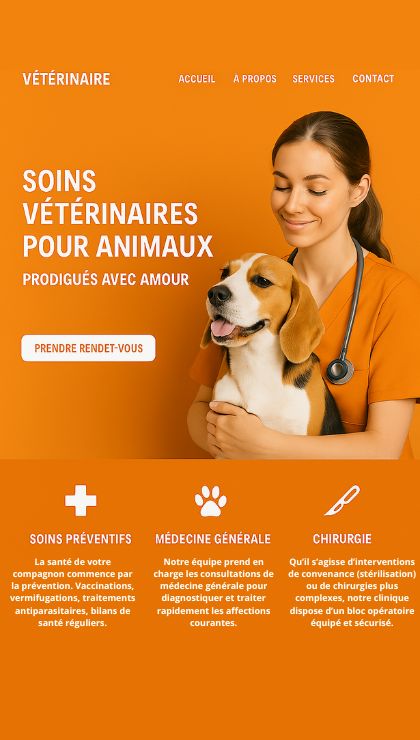 VÉTÉRINAIRE
ACCUEIL À PROPOS SERVICES CONTACT
SOINS
VÉTÉRINAIRES
POUR ANIMAUX
PRODIGUÉS AVEC AMOUR
PRENDRE RENDET-VOUS
SOINS PRÉVENTIFS
La santé de votre
compagnon commence par
la prévention. Vaccinations,
vermifugations, traitements
antiparasitaires, bilans de
santé réguliers.
MÉDECINE GÉNÉRALE
Notre équipe prend en
charge les consultations de
médecine générale pour
diagnostiquer et traiter
rapidement les affections
courantes.
CHIRURGIE
Qu'il s'agisse d'interventions
de convenance (stérilisation)
ou de chirurgies plus
complexes, notre clinique
dispose d'un bloc opératoire
équipé et sécurisé.